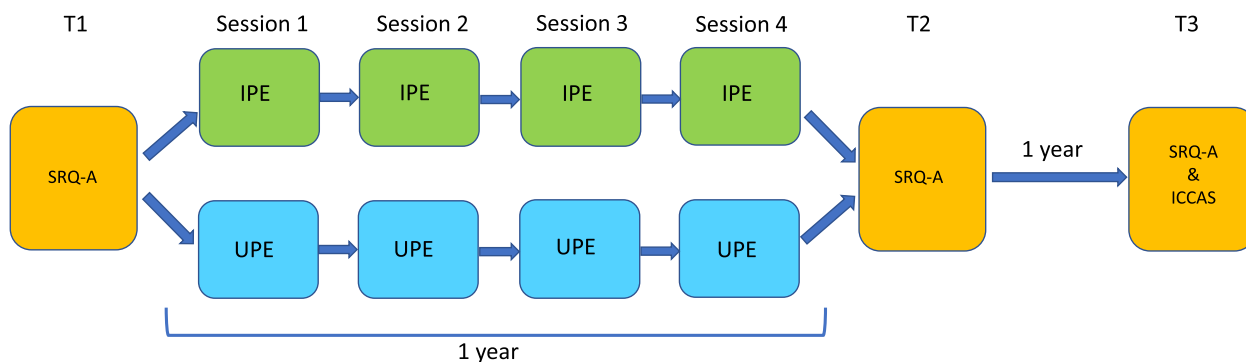 T1
Session 1
Session 2
Session 3
Session 4
T2
T3
IPE
IPE
IPE
IPE
SRQ-A
SRQ-A
1 year
SRQ-A
&
ICCAS
UPE
UPE
UPE
UPE
1 year